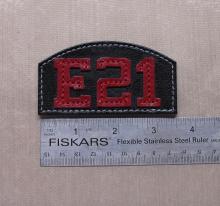 E21
1 2 3 4
FISKARS Flexible Stainless Steel Ruler